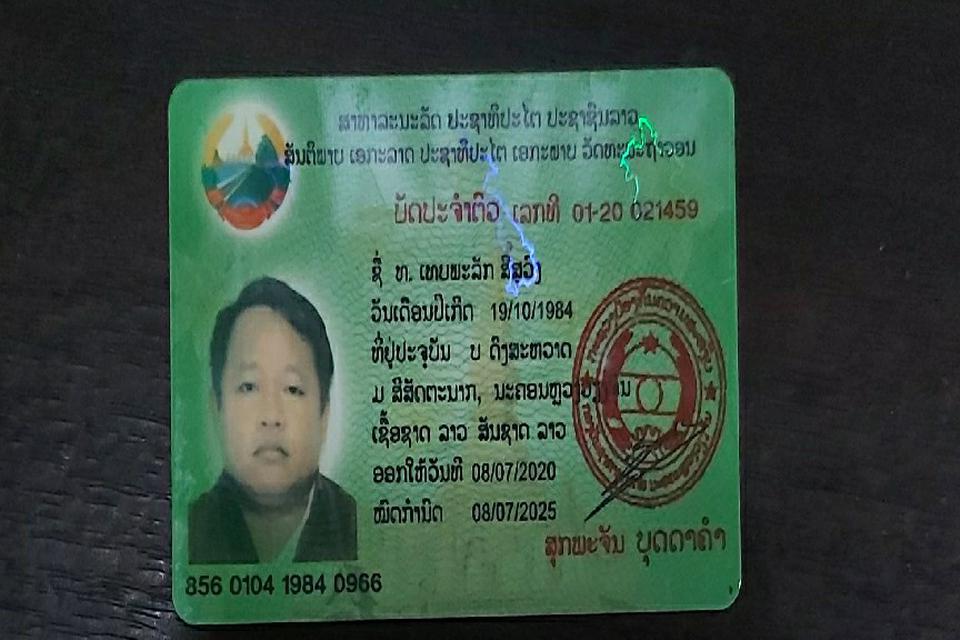 ສາທາລະນະລັດ ປະຊາທິປະໄຕ ປະຊາຊົນລາວ
ສັນຕິພາບ ເອກະລາດ ປະຊາທິປະໄຕ ເອກະພາບ ວັດທະນະຖາວອນ
ບັດປະຈຳຕົວ ເລກທີ 01-20 021459
ຊື່ ທ. ເທບພະລັກ ສີສຸວົງ
ວັນເດືອນປີເກີດ 19/10/1984
ທີ່ຢູ່ປະຈຸບັນ ບ ດົງສະຫວາດ
ມ ສີສັດຕະນາກ, ນະຄອນຫຼວງວຽງຈັນ
ເຊື້ອຊາດ ລາວ ສັນຊາດ ລາວ
ອອກໃຫ້ວັນທີ 08/07/2020
ໝົດກຳນົດ 08/07/2025
ສຸກພະຈັນ ບຸດດາຄຳ
856 0104 1984 0966